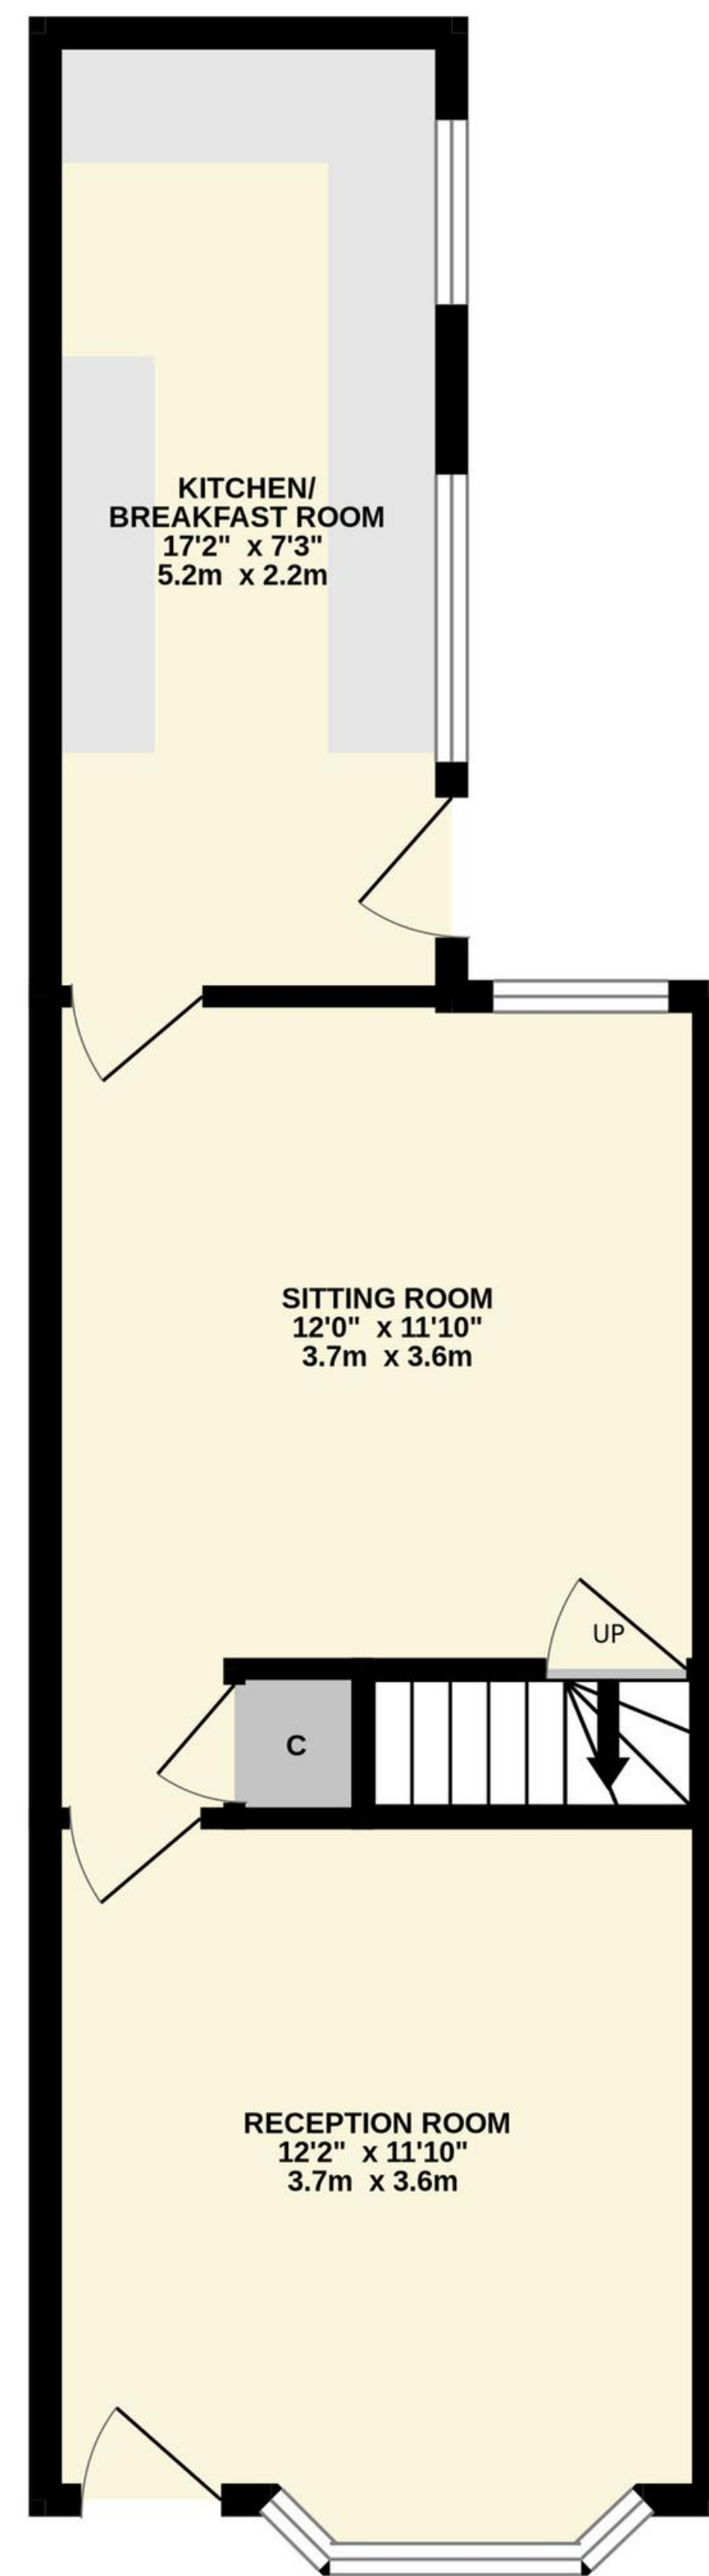 KITCHEN/
BREAKFAST ROOM
17'2" x 7'3"
5.2m x 2.2m
SITTING ROOM
12'0" x 11'10"
3.7m x 3.6m
UP
C
RECEPTION ROOM
12'2" x 11'10"
3.7m x 3.6m